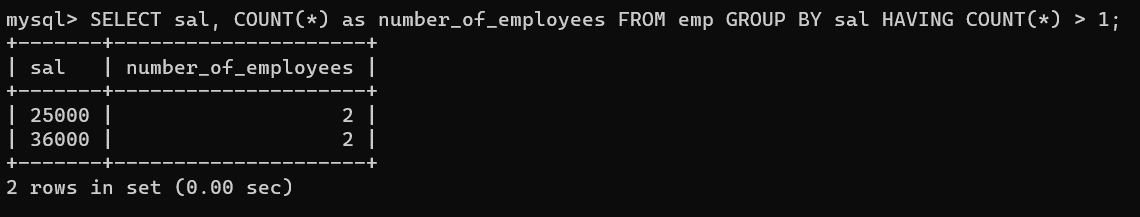 mysql> SELECT sal, COUNT(*) as number_of_employees FROM emp GROUP BY sal HAVING COUNT(*) > 1;
+-------+---------------------+
| sal   | number_of_employees |
+-------+---------------------+
| 25000 |                   2 |
| 36000 |                   2 |
+-------+---------------------+
2 rows in set (0.00 sec)